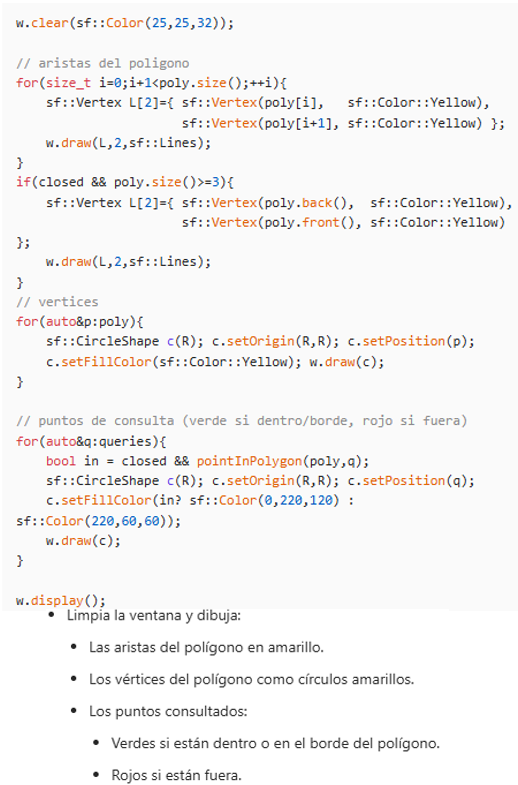 w.clear(sf::Color(25,25,32));

// aristas del poligono
for(size_t i=0;i+1<poly.size();++i){
    sf::Vertex L[2]={ sf::Vertex(poly[i],   sf::Color::Yellow),
                      sf::Vertex(poly[i+1], sf::Color::Yellow) };
    w.draw(L,2,sf::Lines);
}
if(closed && poly.size()>=3){
    sf::Vertex L[2]={ sf::Vertex(poly.back(),  sf::Color::Yellow),
                      sf::Vertex(poly.front(), sf::Color::Yellow)
};
    w.draw(L,2,sf::Lines);
}
// vertices
for(auto&p:poly){
    sf::CircleShape c(R); c.setOrigin(R,R); c.setPosition(p);
    c.setFillColor(sf::Color::Yellow); w.draw(c);
}

// puntos de consulta (verde si dentro/borde, rojo si fuera)
for(auto&q:queries){
    bool in = closed && pointInPolygon(poly,q);
    sf::CircleShape c(R); c.setOrigin(R,R); c.setPosition(q);
    c.setFillColor(in? sf::Color(0,220,120) :
sf::Color(220,60,60));
    w.draw(c);
}

w.display();
• Limpia la ventana y dibuja:
• Las aristas del polígono en amarillo.
• Los vértices del polígono como círculos amarillos.
• Los puntos consultados:
• Verdes si están dentro o en el borde del polígono.
• Rojos si están fuera.